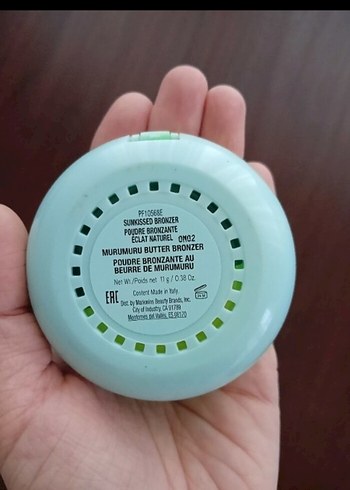 PF10568E
SUNKISSED BRONZER
POUDRE BRONZANTE
ÉCLAT NATUREL 0N02
MURUMURU BUTTER BRONZER
POUDRE BRONZANTE AU
BEURRE DE MURUMURU
Net Wt./Poids net 11 g / 0.38 Oz.
Content Made in Italy.
EAC
Dist. by Markwins Beauty Brands, Inc.
City of Industry, CA 91789
24 M